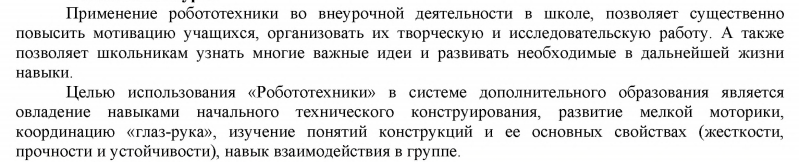 Применение робототехники во внеурочной деятельности в школе, позволяет существенно
повысить мотивацию учащихся, организовать их творческую и исследовательскую работу. А также
позволяет школьникам узнать многие важные идеи и развивать необходимые в дальнейшей жизни
навыки.
Целью использования «Робототехники» в системе дополнительного образования является
овладение навыками начального технического конструирования, развитие мелкой моторики,
координацию «глаз-рука», изучение понятий конструкций и ее основных свойствах (жесткости,
прочности и устойчивости), навык взаимодействия в группе.